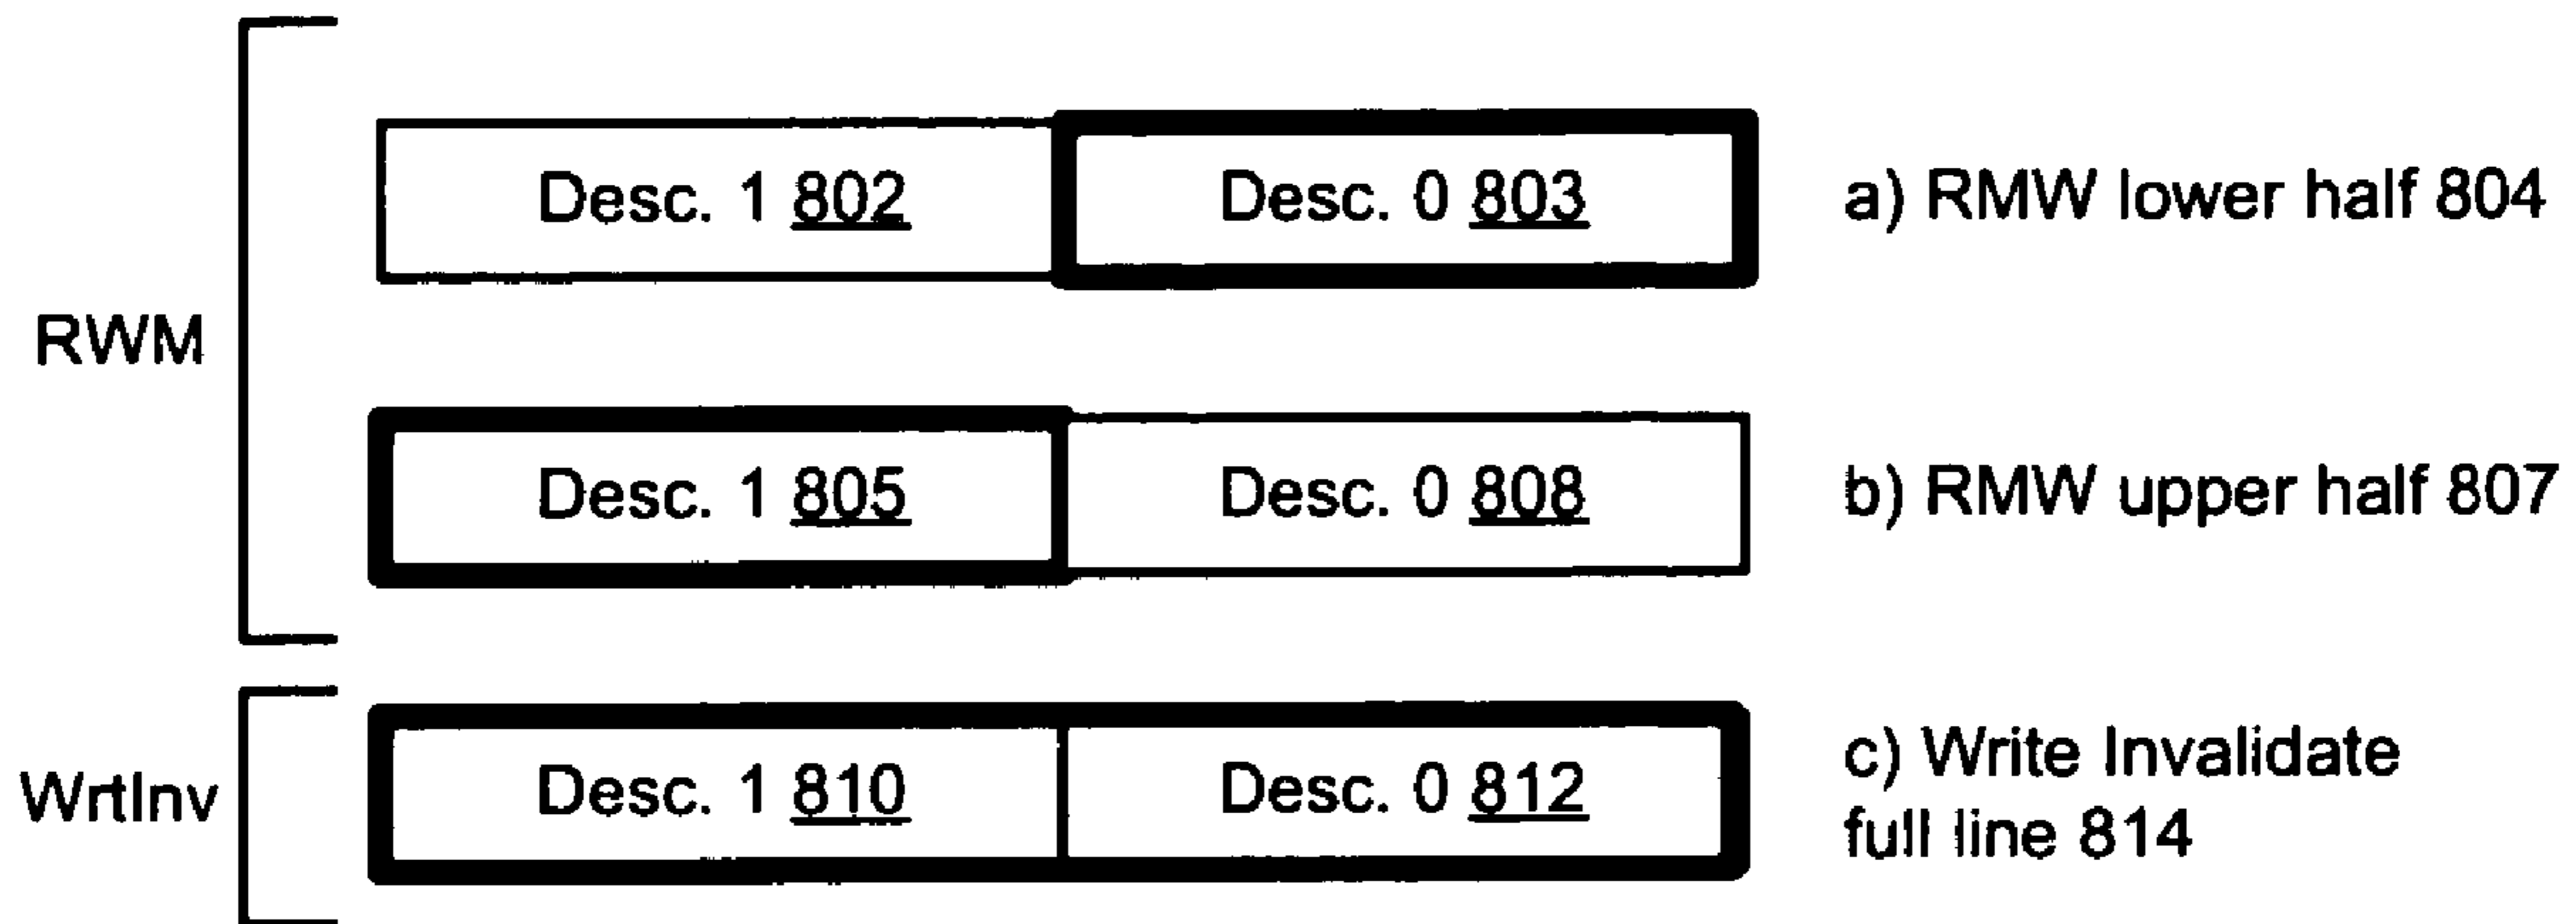 Desc. 1 802 Desc. 0 803 a) RMW lower half 804
RWM
Desc. 1 805 Desc. 0 808 b) RMW upper half 807
WrtInv
Desc. 1 810 Desc. 0 812 c) Write Invalidate
full line 814